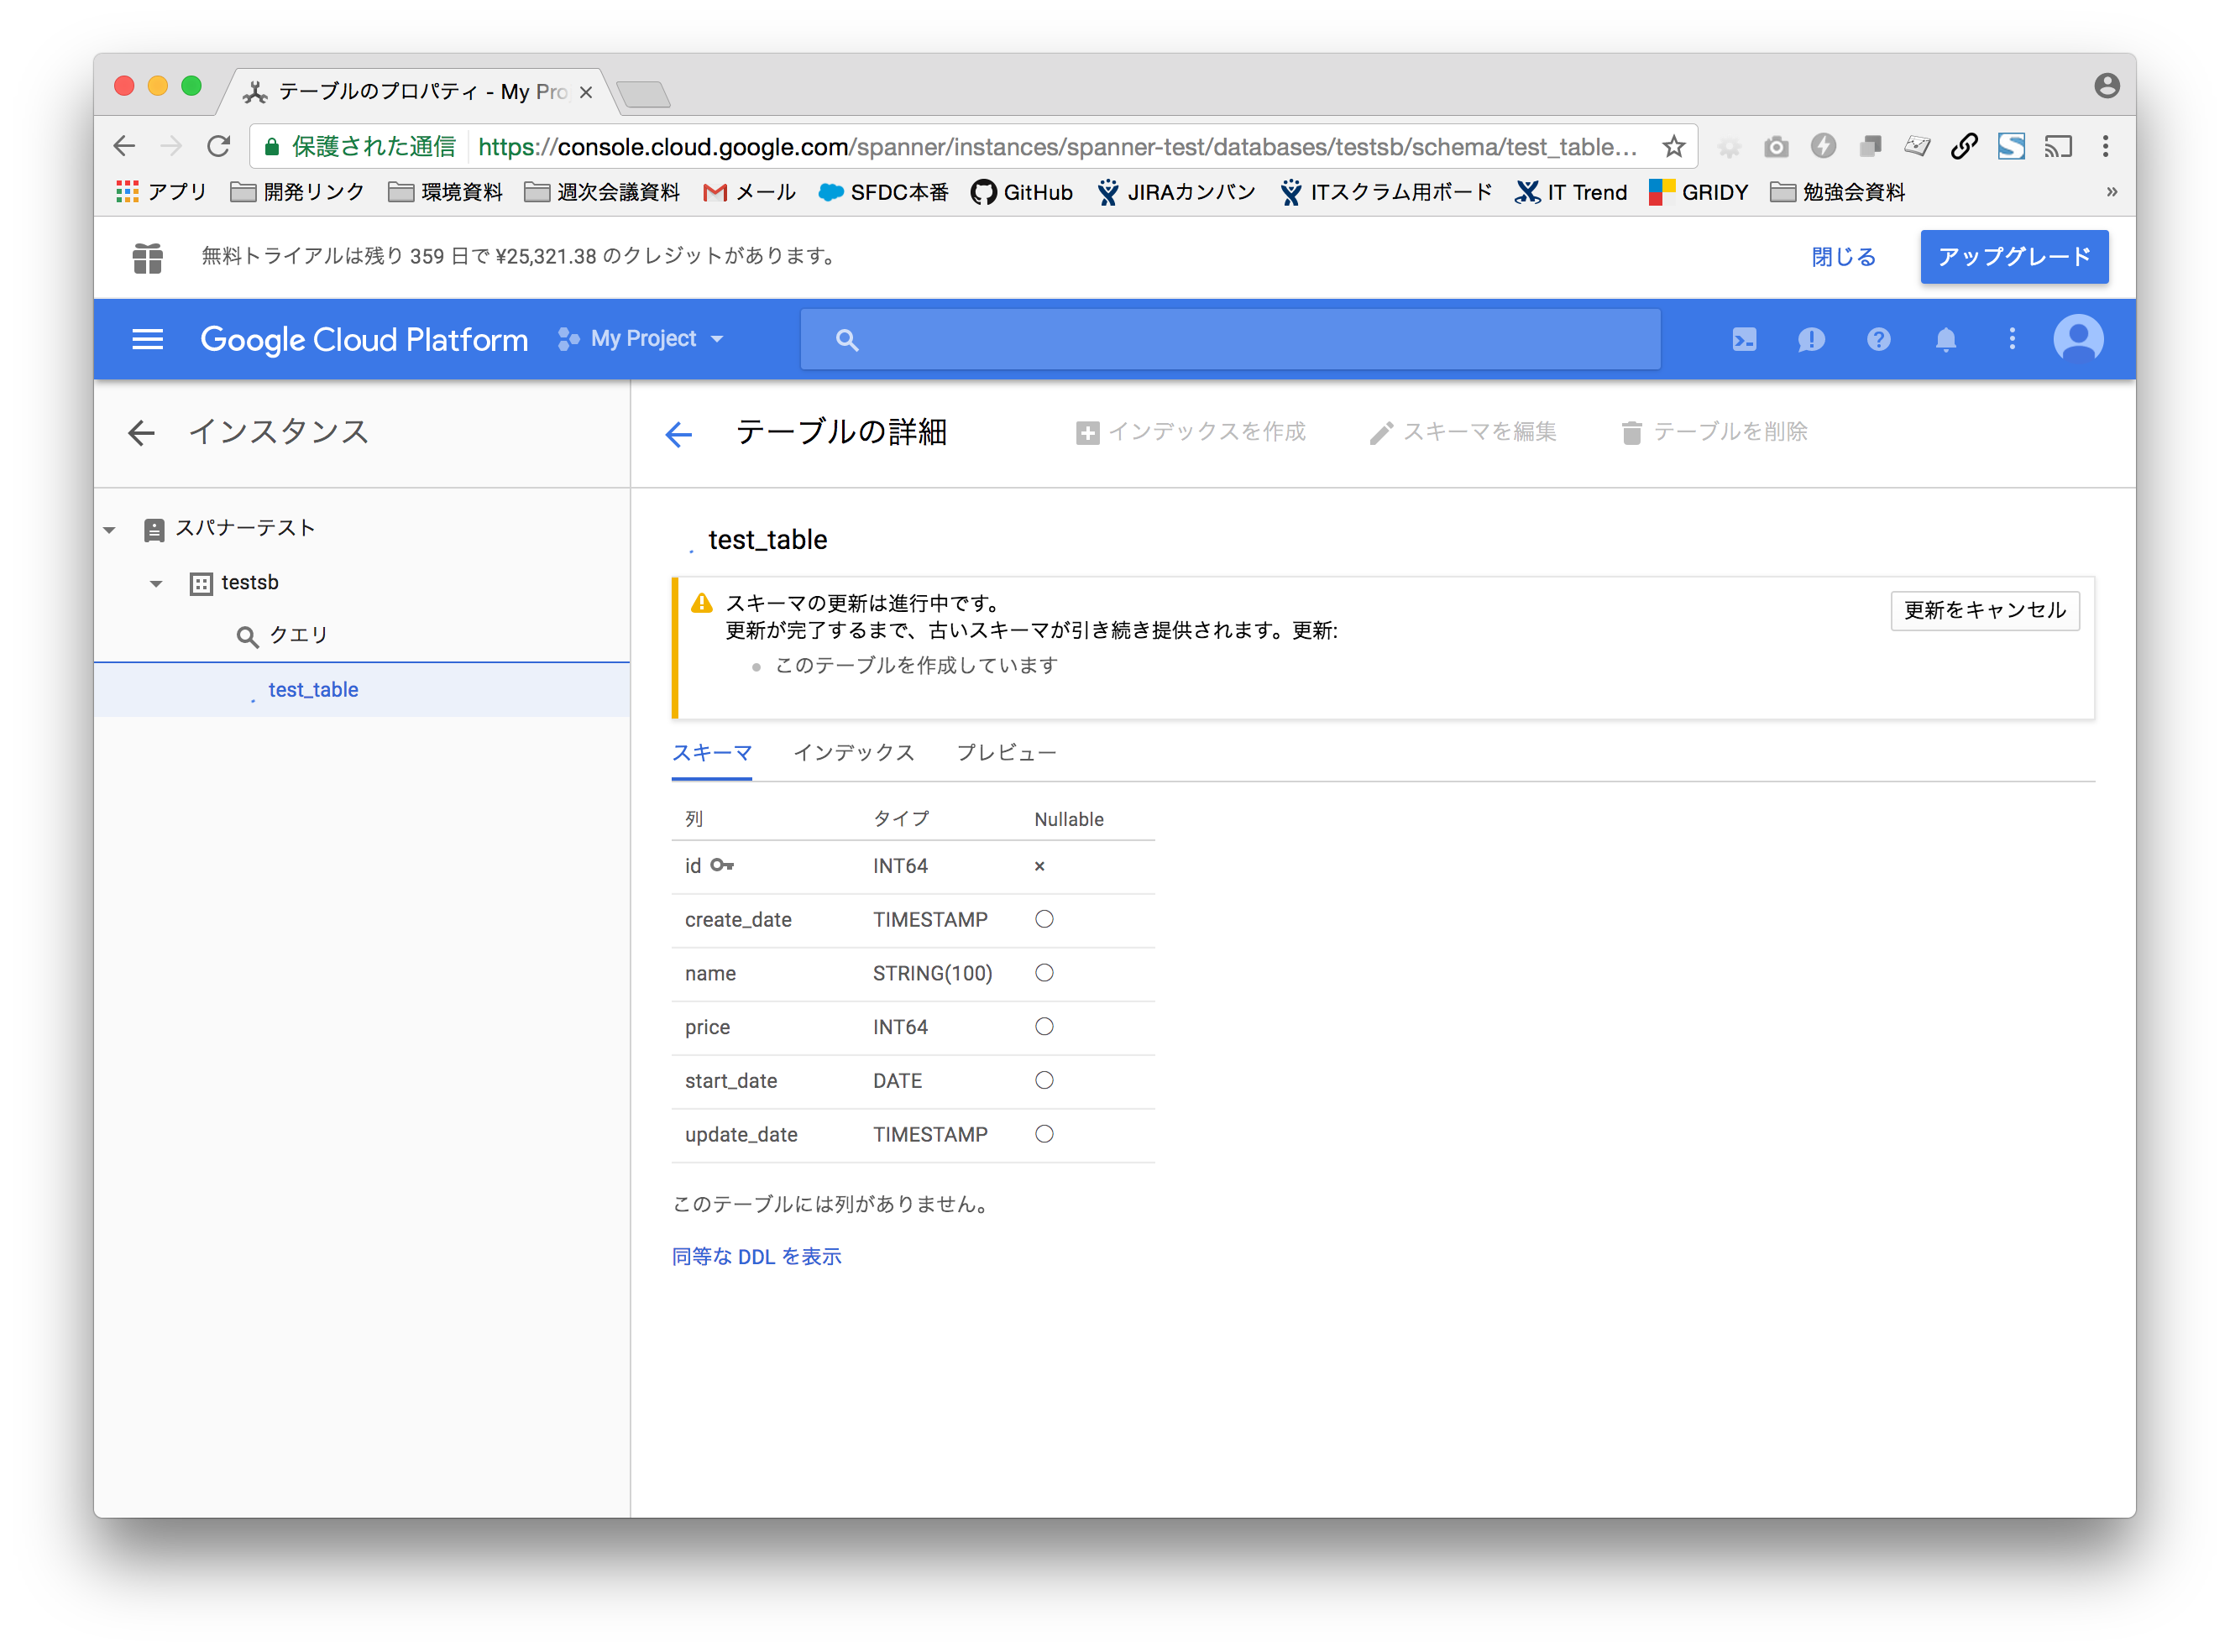 テーブルのプロパティ - My Pro
保護された通信 https://console.cloud.google.com/spanner/instances/spanner-test/databases/testsb/schema/test_table...
アプリ 開発リンク 環境資料 週次会議資料 メール SFDC本番 GitHub JIRAカンバン ITスクラム用ボード IT Trend GRIDY 勉強会資料 »
無料トライアルは残り 359 日で ¥25,321.38 のクレジットがあります。 閉じる アップグレード
Google Cloud Platform My Project
インスタンス
テーブルの詳細 インデックスを作成 スキーマを編集 テーブルを削除
スパナーテスト
testsb
クエリ
test_table
test_table
スキーマの更新は進行中です。 更新をキャンセル
更新が完了するまで、古いスキーマが引き続き提供されます。更新:
このテーブルを作成しています
スキーマ インデックス プレビュー
列 タイプ Nullable
id INT64 ×
create_date TIMESTAMP ○
name STRING(100) ○
price INT64 ○
start_date DATE ○
update_date TIMESTAMP ○
このテーブルには列がありません。
同等な DDL を表示